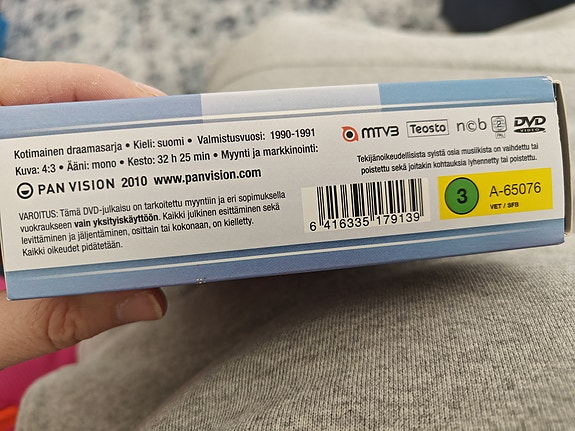 Kotimainen draamasarja • Kieli: suomi • Valmistusvuosi: 1990-1991
Kuva: 4:3 • Ääni: mono • Kesto: 32 h 25 min • Myynti ja markkinointi:
PAN VISION 2010 www.panvision.com
VAROITUS: Tämä DVD-julkaisu on tarkoitettu myyntiin ja eri sopimuksella
vuokraukseen vain yksityiskäyttöön. Kaikki julkinen esittäminen sekä
levittäminen ja jäljentäminen, osittain tai kokonaan, on kielletty.
Kaikki oikeudet pidätetään.
MTV3 Teosto ncb 2 PAL DVD VIDEO
Tekijänoikeudellisista syistä osia musiikista on vaihdettu tai
poistettu sekä joitakin kohtauksia lyhennetty tai poistettu.
6 416335 179139
3 A-65076
VET / SFB